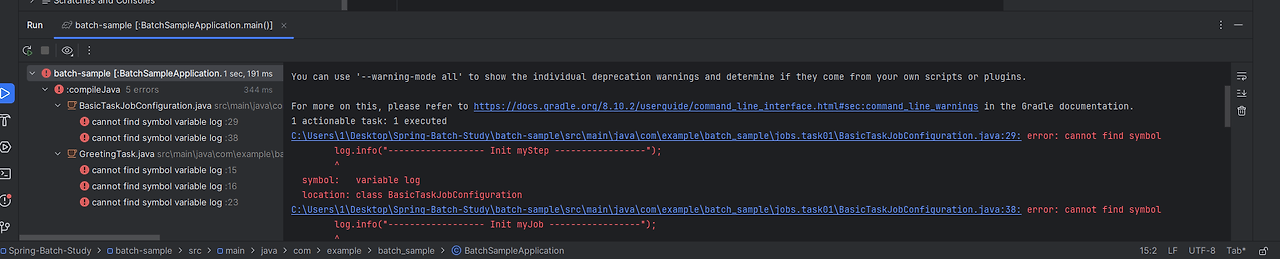 Scratches and Consoles
Run batch-sample [:BatchSampleApplication.main()]
batch-sample [:BatchSampleApplication. 1 sec, 191 ms
:compileJava 5 errors 344 ms
BasicTaskJobConfiguration.java src\main\java\co
cannot find symbol variable log :29
cannot find symbol variable log :38
GreetingTask.java src\main\java\com\example\ba
cannot find symbol variable log :15
cannot find symbol variable log :16
cannot find symbol variable log :23
You can use '--warning-mode all' to show the individual deprecation warnings and determine if they come from your own scripts or plugins.
For more on this, please refer to https://docs.gradle.org/8.10.2/userguide/command_line_interface.html#sec:command_line_warnings in the Gradle documentation.
1 actionable task: 1 executed
C:\Users\1\Desktop\Spring-Batch-Study\batch-sample\src\main\java\com\example\batch_sample\jobs.task01\BasicTaskJobConfiguration.java:29: error: cannot find symbol
log.info("------------------ Init myStep -----------------");
^
symbol:   variable log
location: class BasicTaskJobConfiguration
C:\Users\1\Desktop\Spring-Batch-Study\batch-sample\src\main\java\com\example\batch_sample\jobs.task01\BasicTaskJobConfiguration.java:38: error: cannot find symbol
log.info("------------------ Init myJob -----------------");
^
Spring-Batch-Study > batch-sample > src > main > java > com > example > batch_sample > BatchSampleApplication 15:2 LF UTF-8 Tab*